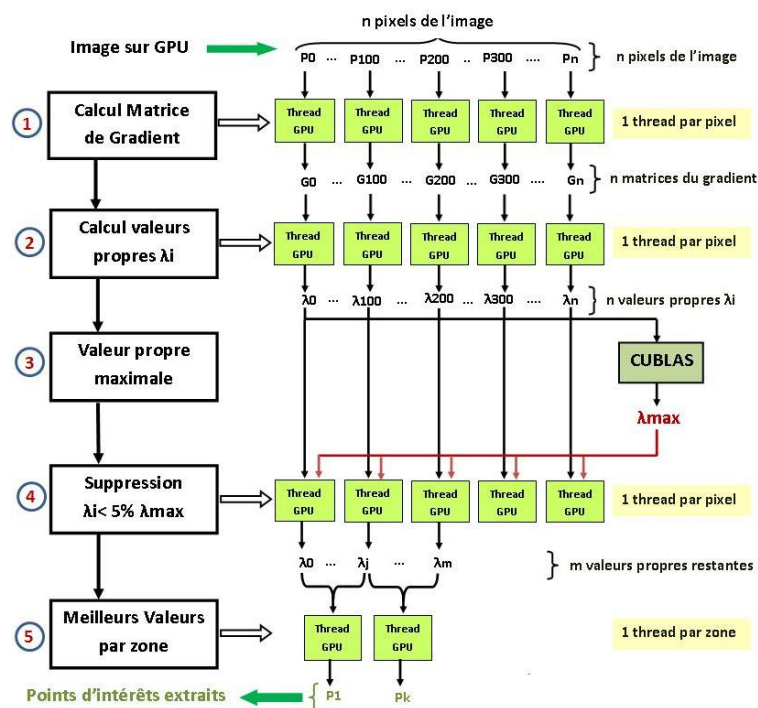 n pixels de l'image
Image sur GPU
P0 ... P100 ... P200 ... P300 .... Pn
n pixels de l'image
1
Calcul Matrice
de Gradient
Thread
GPU
Thread
GPU
Thread
GPU
Thread
GPU
Thread
GPU
1 thread par pixel
G0 ... G100 ... G200 ... G300 .... Gn
n matrices du gradient
2
Calcul valeurs
propres λi
Thread
GPU
Thread
GPU
Thread
GPU
Thread
GPU
Thread
GPU
1 thread par pixel
λ0 ... λ100 ... λ200 ... λ300 .... λn
n valeurs propres λi
3
Valeur propre
maximale
CUBLAS
λmax
4
Suppression
λi< 5% λmax
Thread
GPU
Thread
GPU
Thread
GPU
Thread
GPU
Thread
GPU
1 thread par pixel
λ0 ... λj ... λm
m valeurs propres restantes
5
Meilleurs Valeurs
par zone
Thread
GPU
Thread
GPU
1 thread par zone
Points d'intérêts extraits
P1 Pk